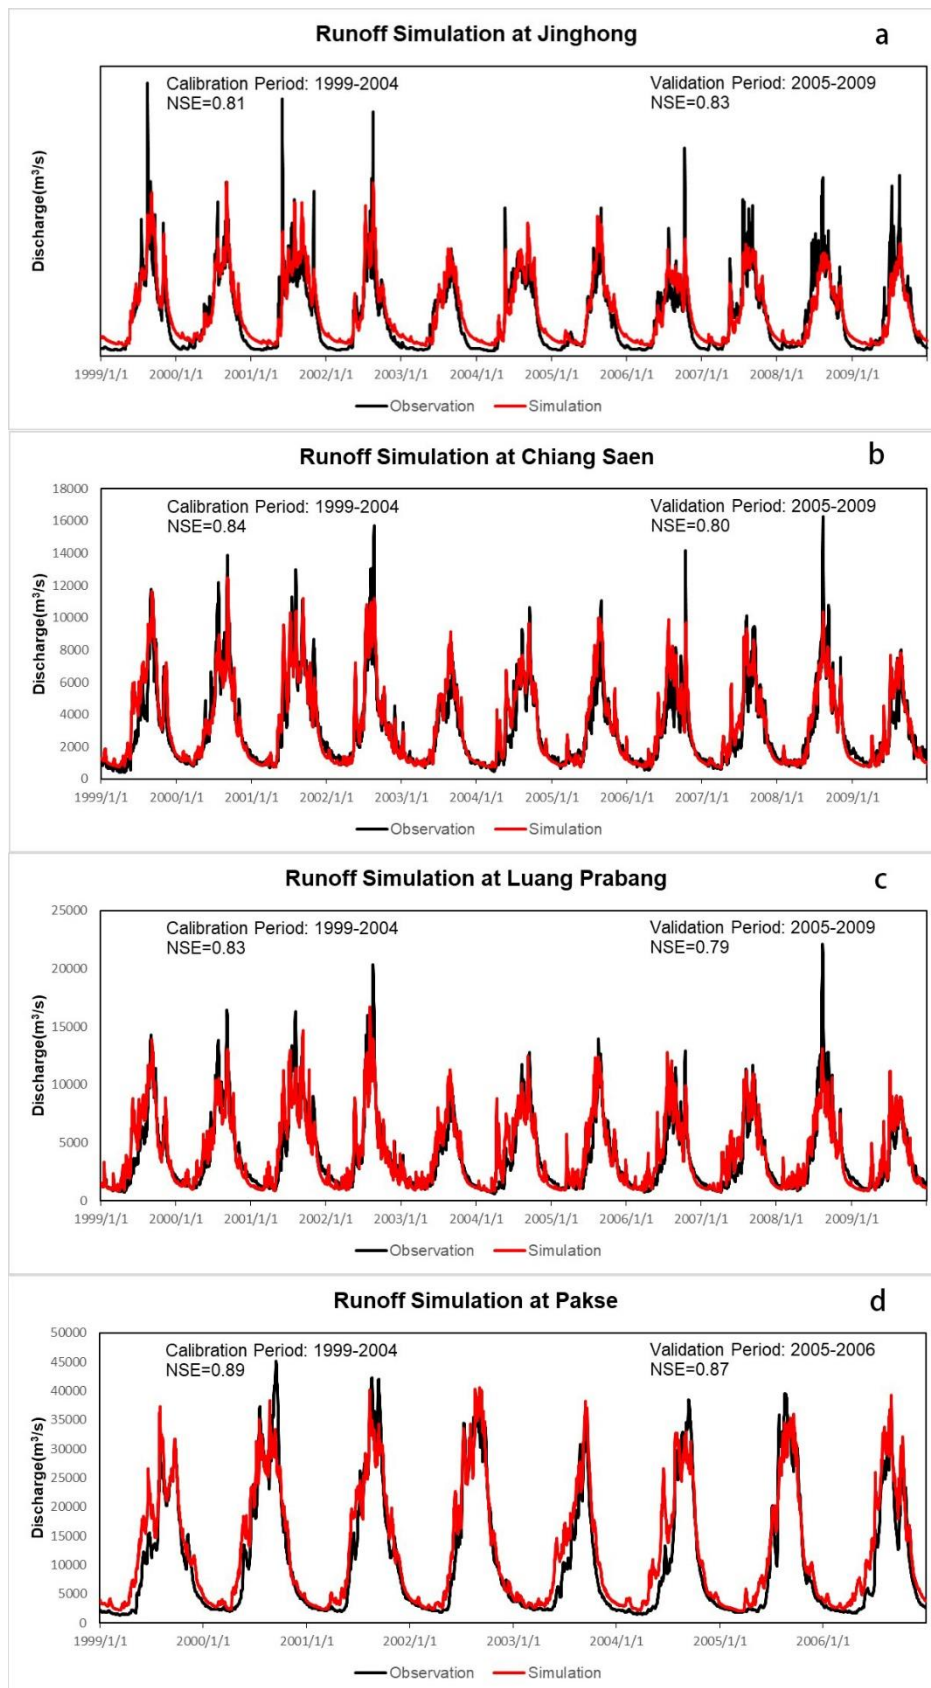 Runoff Simulation at Jinghong
a
Calibration Period: 1999-2004
NSE=0.81
Validation Period: 2005-2009
NSE=0.83
Discharge(m³/s)
1999/1/1 2000/1/1 2001/1/1 2002/1/1 2003/1/1 2004/1/1 2005/1/1 2006/1/1 2007/1/1 2008/1/1 2009/1/1
Observation Simulation
Runoff Simulation at Chiang Saen
b
Calibration Period: 1999-2004
NSE=0.84
Validation Period: 2005-2009
NSE=0.80
Discharge(m³/s)
18000
16000
14000
12000
10000
8000
6000
4000
2000
0
1999/1/1 2000/1/1 2001/1/1 2002/1/1 2003/1/1 2004/1/1 2005/1/1 2006/1/1 2007/1/1 2008/1/1 2009/1/1
Observation Simulation
Runoff Simulation at Luang Prabang
c
Calibration Period: 1999-2004
NSE=0.83
Validation Period: 2005-2009
NSE=0.79
Discharge(m³/s)
25000
20000
15000
10000
5000
0
1999/1/1 2000/1/1 2001/1/1 2002/1/1 2003/1/1 2004/1/1 2005/1/1 2006/1/1 2007/1/1 2008/1/1 2009/1/1
Observation Simulation
Runoff Simulation at Pakse
d
Calibration Period: 1999-2004
NSE=0.89
Validation Period: 2005-2006
NSE=0.87
Discharge(m³/s)
50000
45000
40000
35000
30000
25000
20000
15000
10000
5000
0
1999/1/1 2000/1/1 2001/1/1 2002/1/1 2003/1/1 2004/1/1 2005/1/1 2006/1/1
Observation Simulation